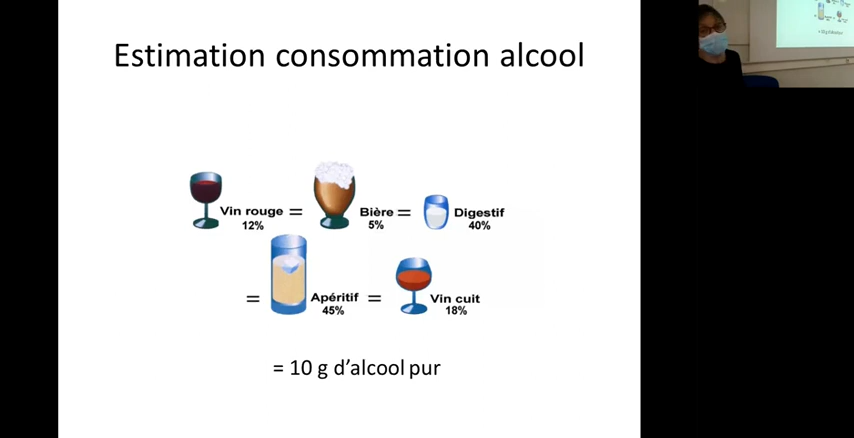 Estimation consommation alcool
Vin rouge = Bière = Digestif
12% 5% 40%
= Apéritif = Vin cuit
45% 18%
= 10 g d’alcool pur